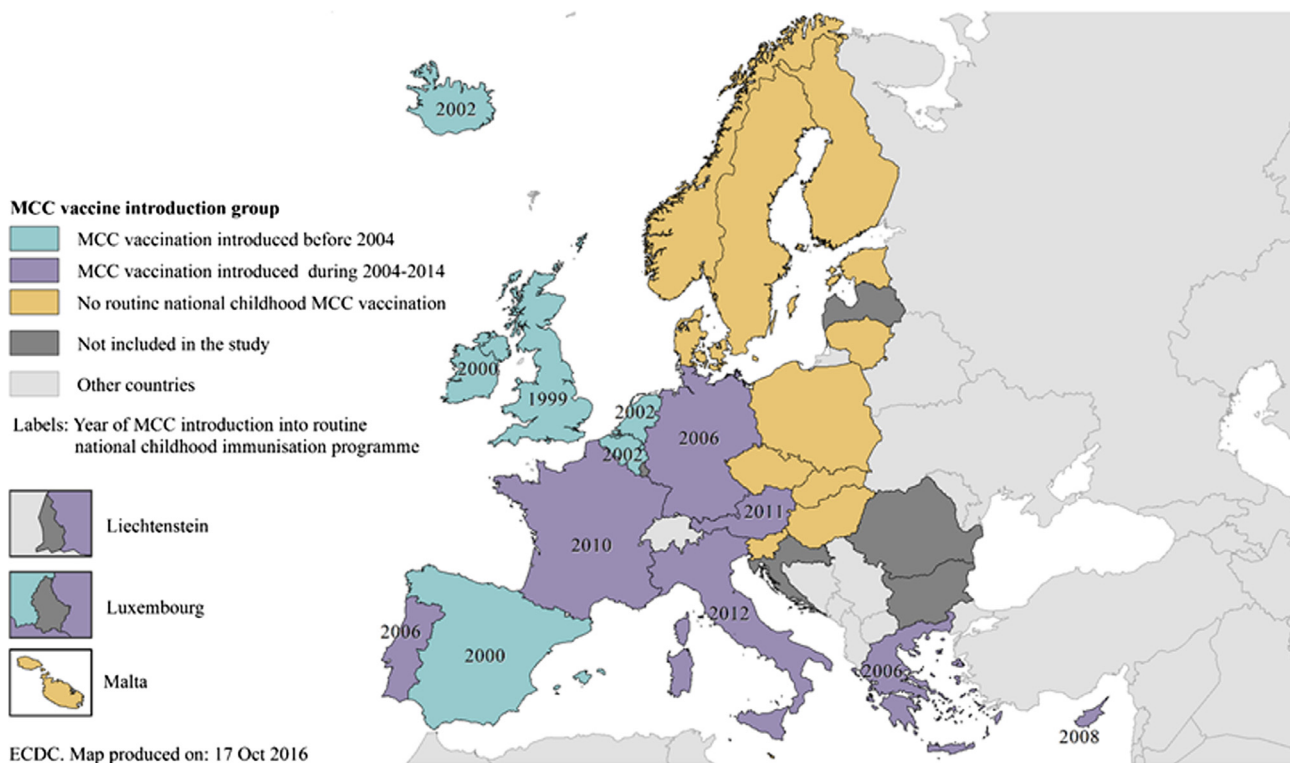 MCC vaccine introduction group
MCC vaccination introduced before 2004
MCC vaccination introduced during 2004-2014
No routine national childhood MCC vaccination
Not included in the study
Other countries
Labels: Year of MCC introduction into routine
national childhood immunisation programme
Liechtenstein
Luxembourg
Malta
ECDC. Map produced on: 17 Oct 2016
2002
2000
1999
2002
2002
2006
2011
2010
2012
2006
2000
2006
2008